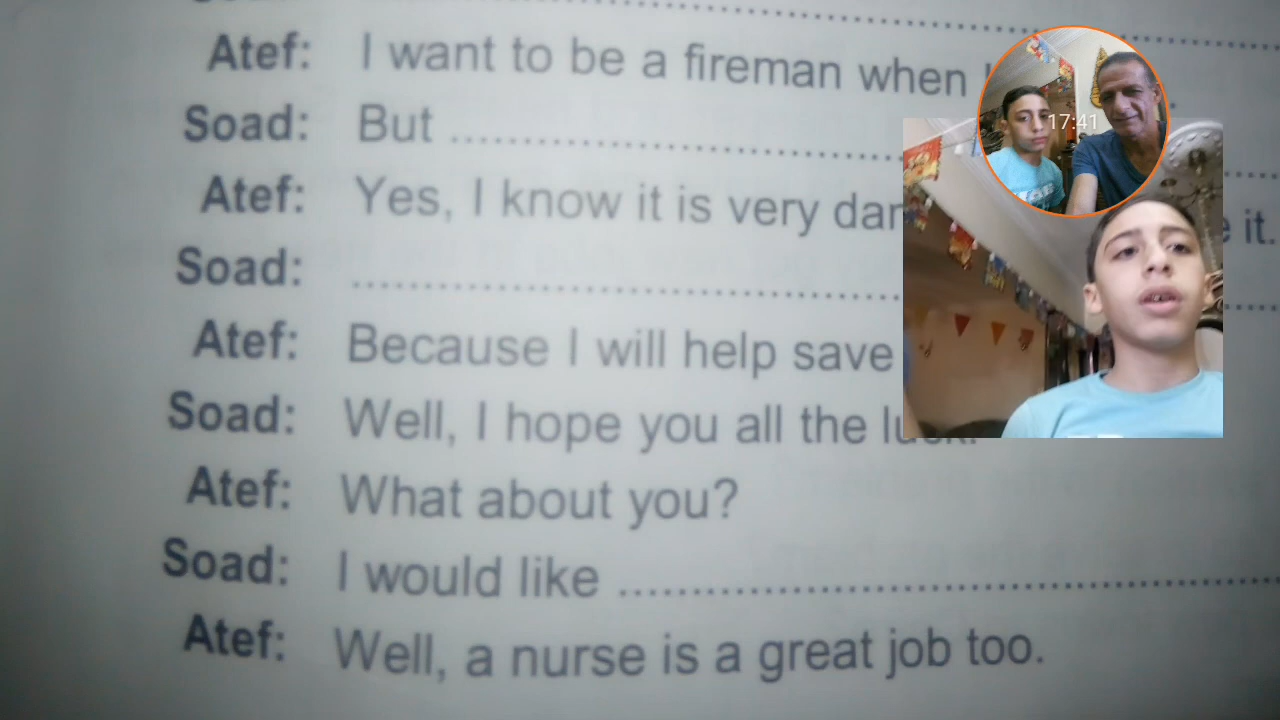 Atef: I want to be a fireman when
17:41
Soad: But ........................................
Atef: Yes, I know it is very it.
Soad: ........................................
Atef: Because I will help save
Soad: Well, I hope you all the luck.
Atef: What about you?
Soad: I would like ........................................
Atef: Well, a nurse is a great job too.